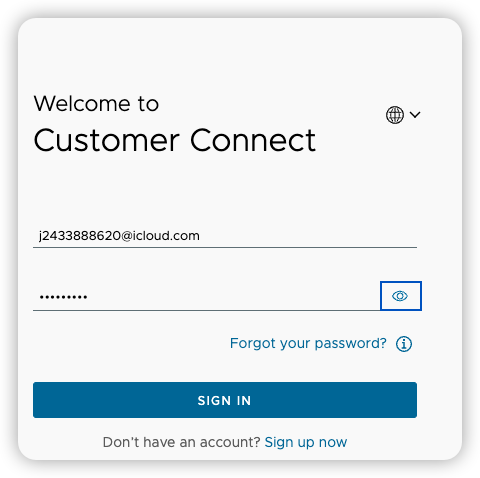 Welcome to
Customer Connect
j2433888620@icloud.com
•••••••••
Forgot your password?
SIGN IN
Don't have an account? Sign up now